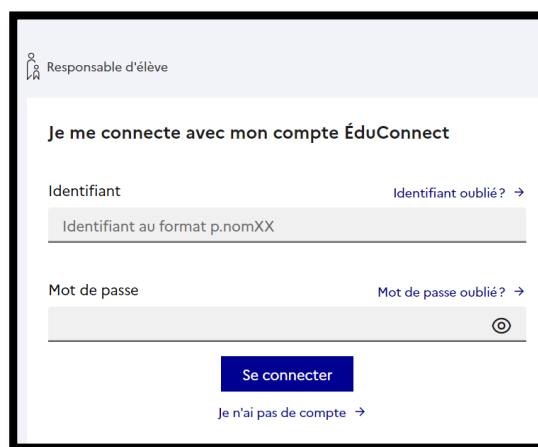 Responsable d'élève
Je me connecte avec mon compte ÉduConnect
Identifiant Identifiant oublié? →
Identifiant au format p.nomXX
Mot de passe Mot de passe oublié? →
Se connecter
Je n'ai pas de compte →